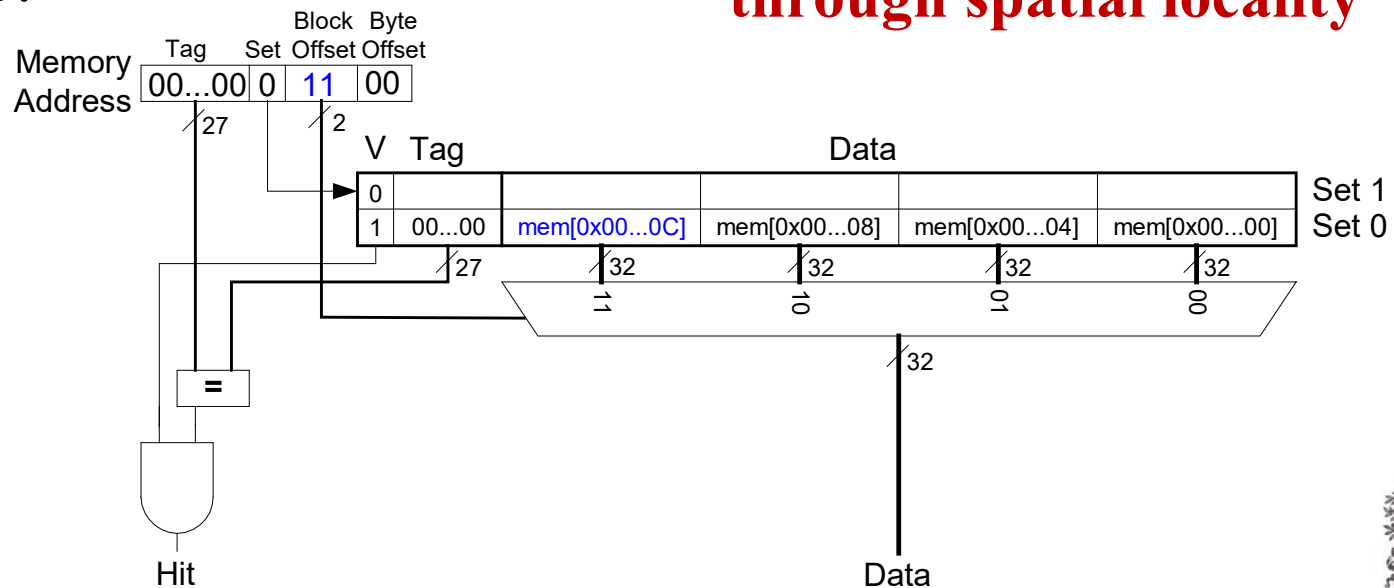 through spatial locality
Block Byte
Tag Set Offset Offset
Memory Address 00...00 0 11 00
27 2
V Tag Data
0 Set 1
1 00...00 mem[0x00...0C] mem[0x00...08] mem[0x00...04] mem[0x00...00] Set 0
27 32 32 32 32
11 10 01 00
32
=
Hit Data